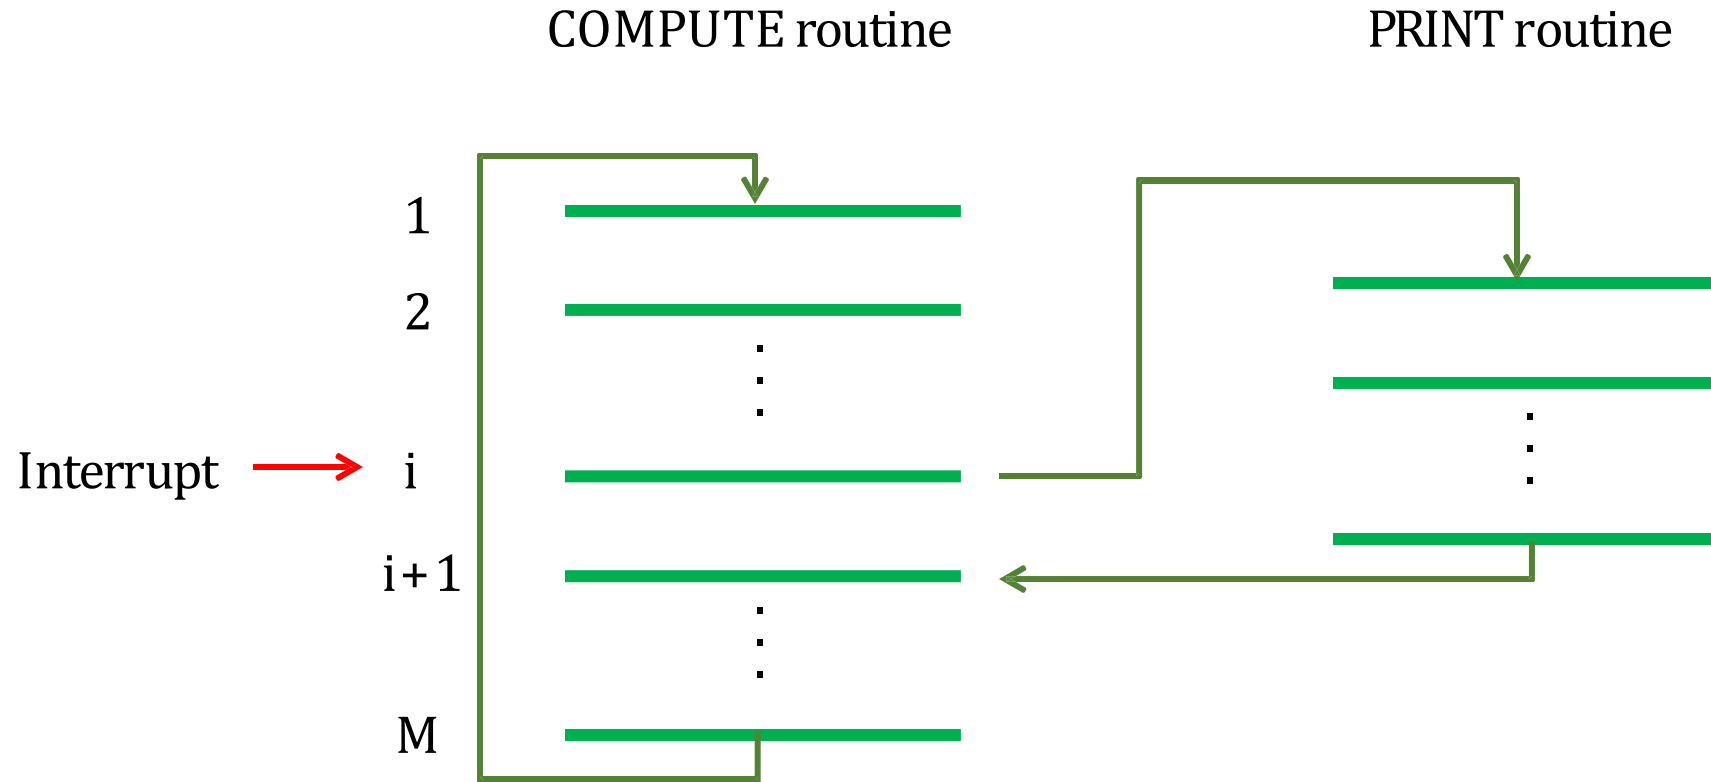 COMPUTE routine
PRINT routine
1
2
Interrupt
i
i+1
M